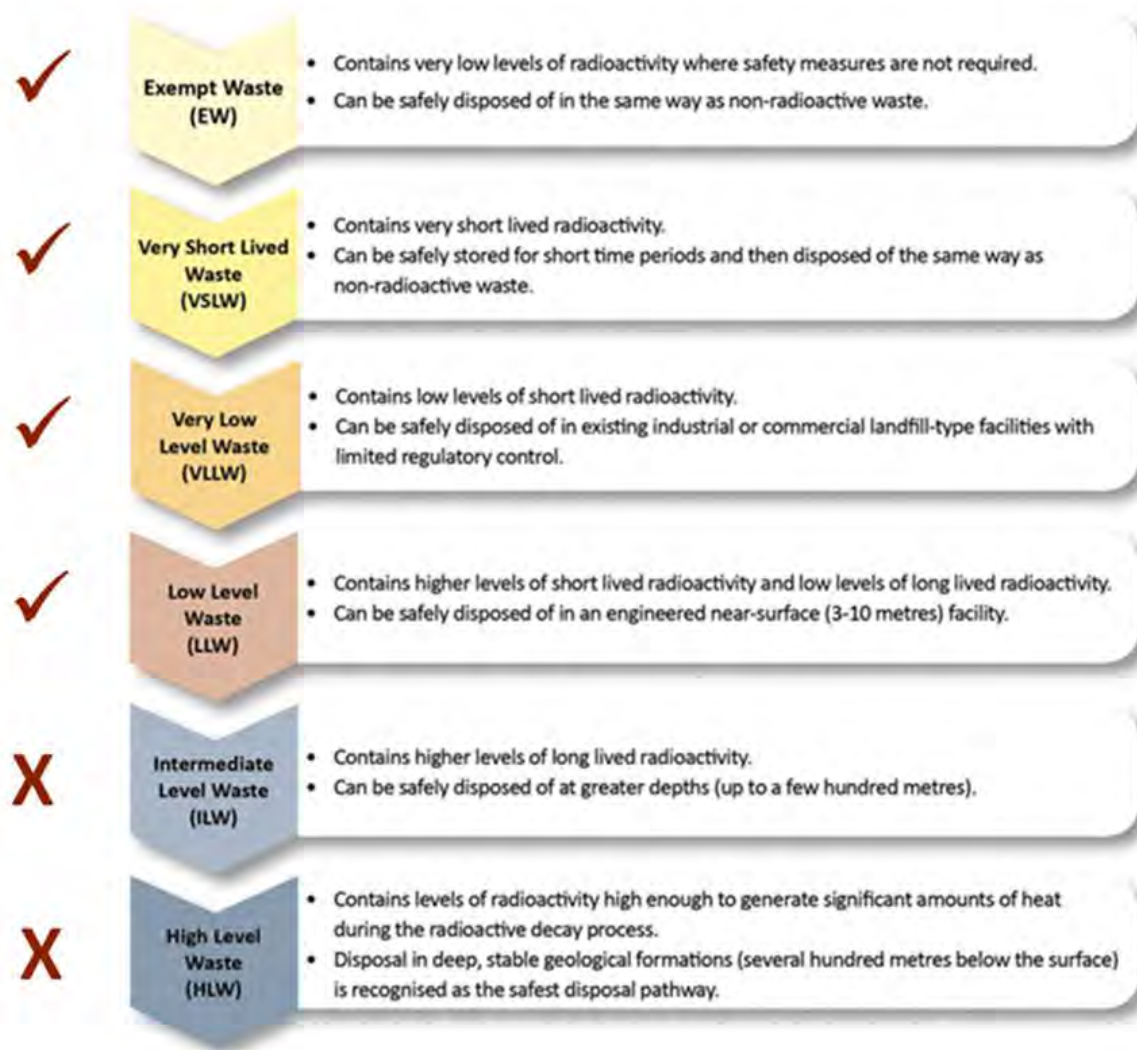 ✓
Exempt Waste
(EW)
• Contains very low levels of radioactivity where safety measures are not required.
• Can be safely disposed of in the same way as non-radioactive waste.
✓
Very Short Lived
Waste
(VSLW)
• Contains very short lived radioactivity.
• Can be safely stored for short time periods and then disposed of the same way as
non-radioactive waste.
✓
Very Low
Level Waste
(VLLW)
• Contains low levels of short lived radioactivity.
• Can be safely disposed of in existing industrial or commercial landfill-type facilities with
limited regulatory control.
✓
Low Level
Waste
(LLW)
• Contains higher levels of short lived radioactivity and low levels of long lived radioactivity.
• Can be safely disposed of in an engineered near-surface (3-10 metres) facility.
X
Intermediate
Level Waste
(ILW)
• Contains higher levels of long lived radioactivity.
• Can be safely disposed of at greater depths (up to a few hundred metres).
X
High Level
Waste
(HLW)
• Contains levels of radioactivity high enough to generate significant amounts of heat
during the radioactive decay process.
• Disposal in deep, stable geological formations (several hundred metres below the surface)
is recognised as the safest disposal pathway.